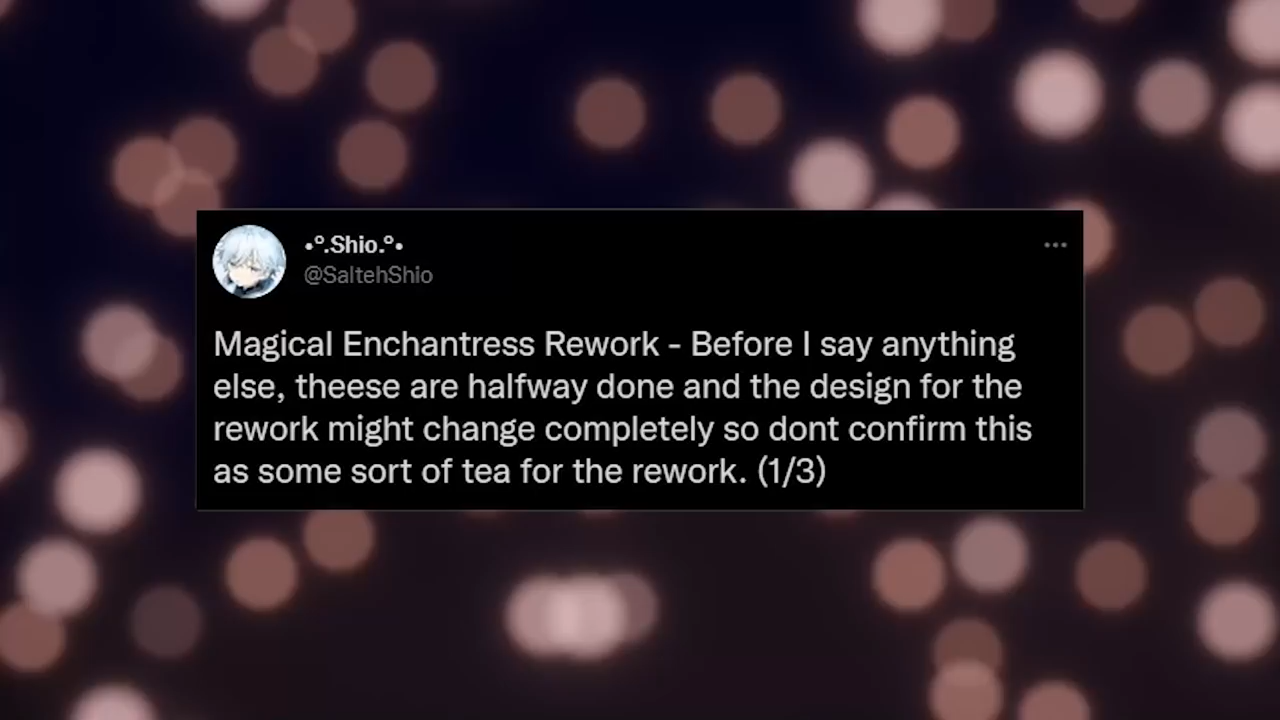 •°.Shio.°•
@SaltehShio
Magical Enchantress Rework - Before I say anything
else, theese are halfway done and the design for the
rework might change completely so dont confirm this
as some sort of tea for the rework. (1/3)